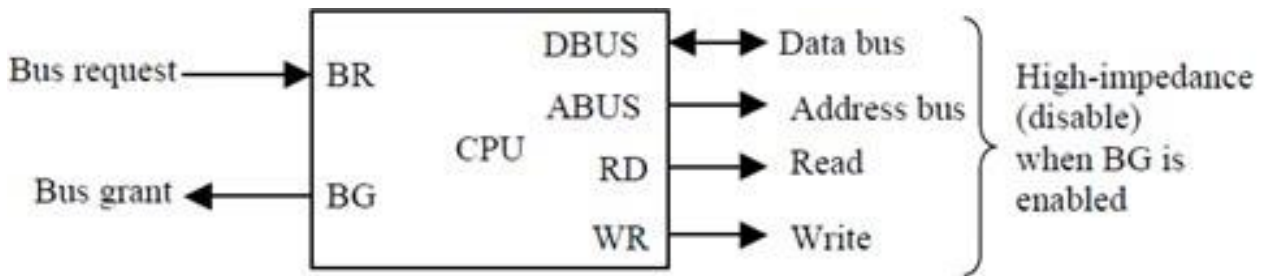 Bus request
BR
Bus grant
BG
CPU
DBUS
ABUS
RD
WR
Data bus
Address bus
Read
Write
High-impedance
(disable)
when BG is
enabled